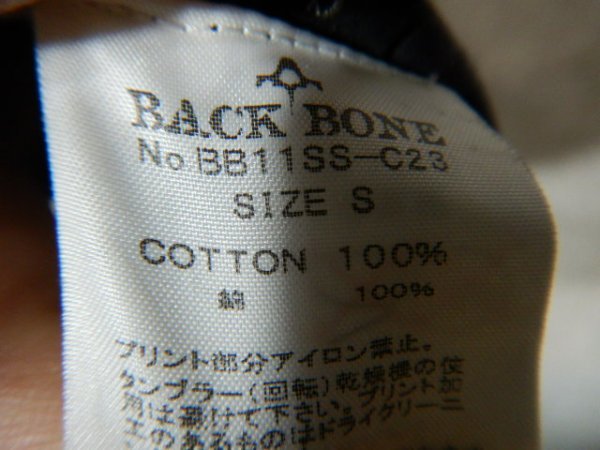 BACK BONE
No BB11SS-C23
SIZE S
COTTON 100%
綿 100%
プリント部分アイロン禁止。
タンブラー(回転)乾燥機の使
用は避けて下さい。プリント加
工のあるものはドライクリーニ